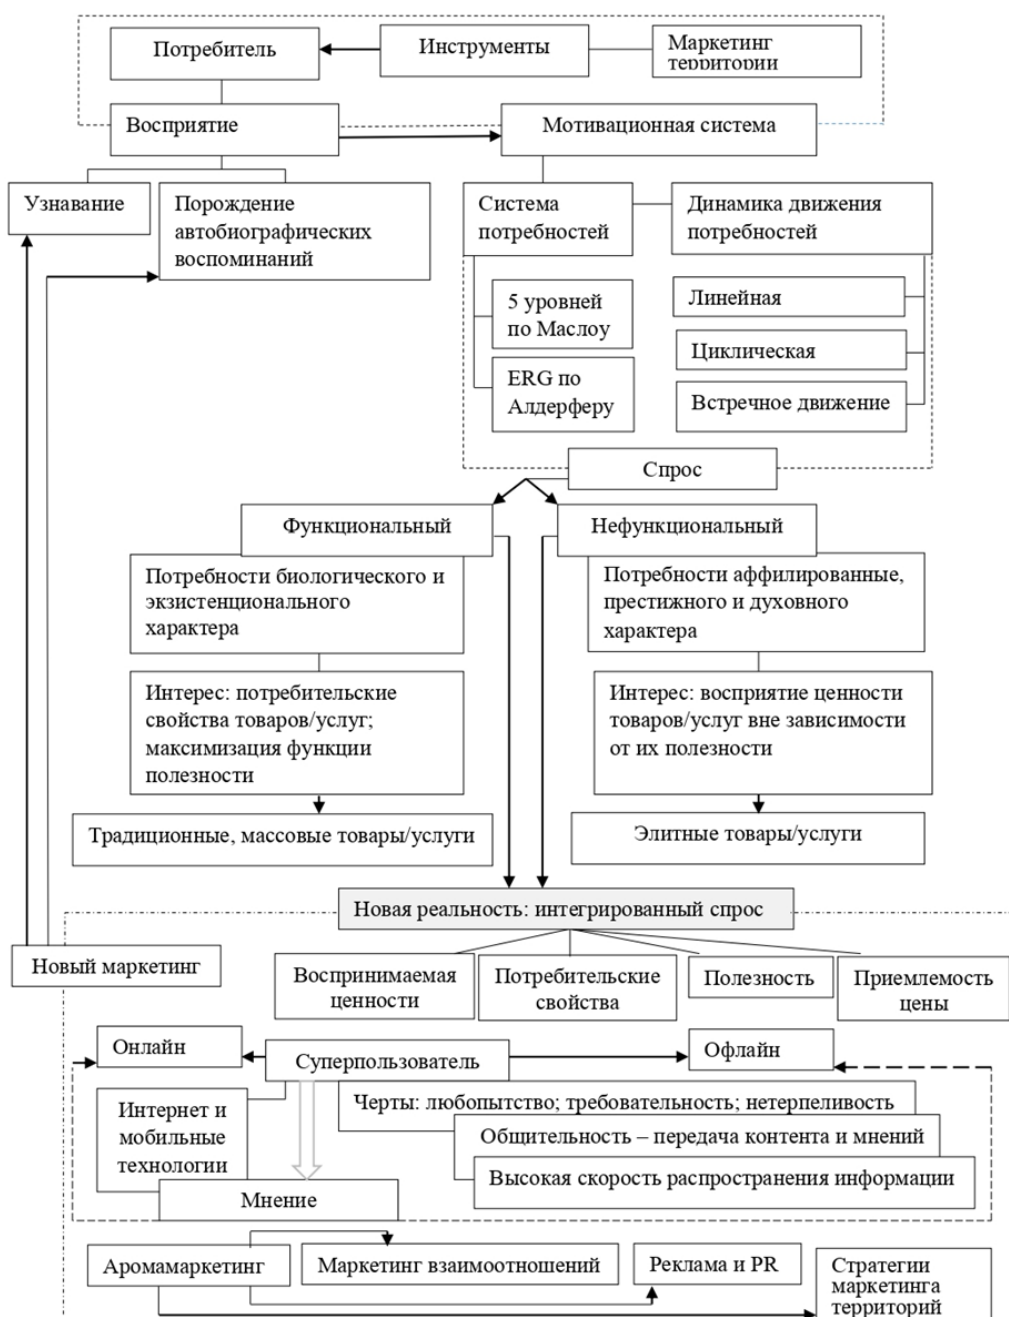 Потребитель
Инструменты
Маркетинг
территории
Восприятие
Мотивационная система
Узнавание
Порождение
автобиографических
воспоминаний
Система
потребностей
Динамика движения
потребностей
5 уровней
по Маслоу
ERG по
Алдерферу
Линейная
Циклическая
Встречное движение
Спрос
Функциональный
Нефункциональный
Потребности биологического и
экзистенционального
характера
Потребности аффилированные,
престижного и духовного
характера
Интерес: потребительские
свойства товаров/услуг;
максимизация функции
полезности
Интерес: восприятие ценности
товаров/услуг вне зависимости
от их полезности
Традиционные, массовые товары/услуги
Элитные товары/услуги
Новая реальность: интегрированный спрос
Новый маркетинг
Воспринимаемая
ценности
Потребительские
свойства
Полезность
Приемлемость
цены
Онлайн
Суперпользователь
Офлайн
Интернет и
мобильные
технологии
Черты: любопытство; требовательность; нетерпеливость
Общительность – передача контента и мнений
Высокая скорость распространения информации
Мнение
Аромамаркетинг
Маркетинг взаимоотношений
Реклама и PR
Стратегии
маркетинга
территорий